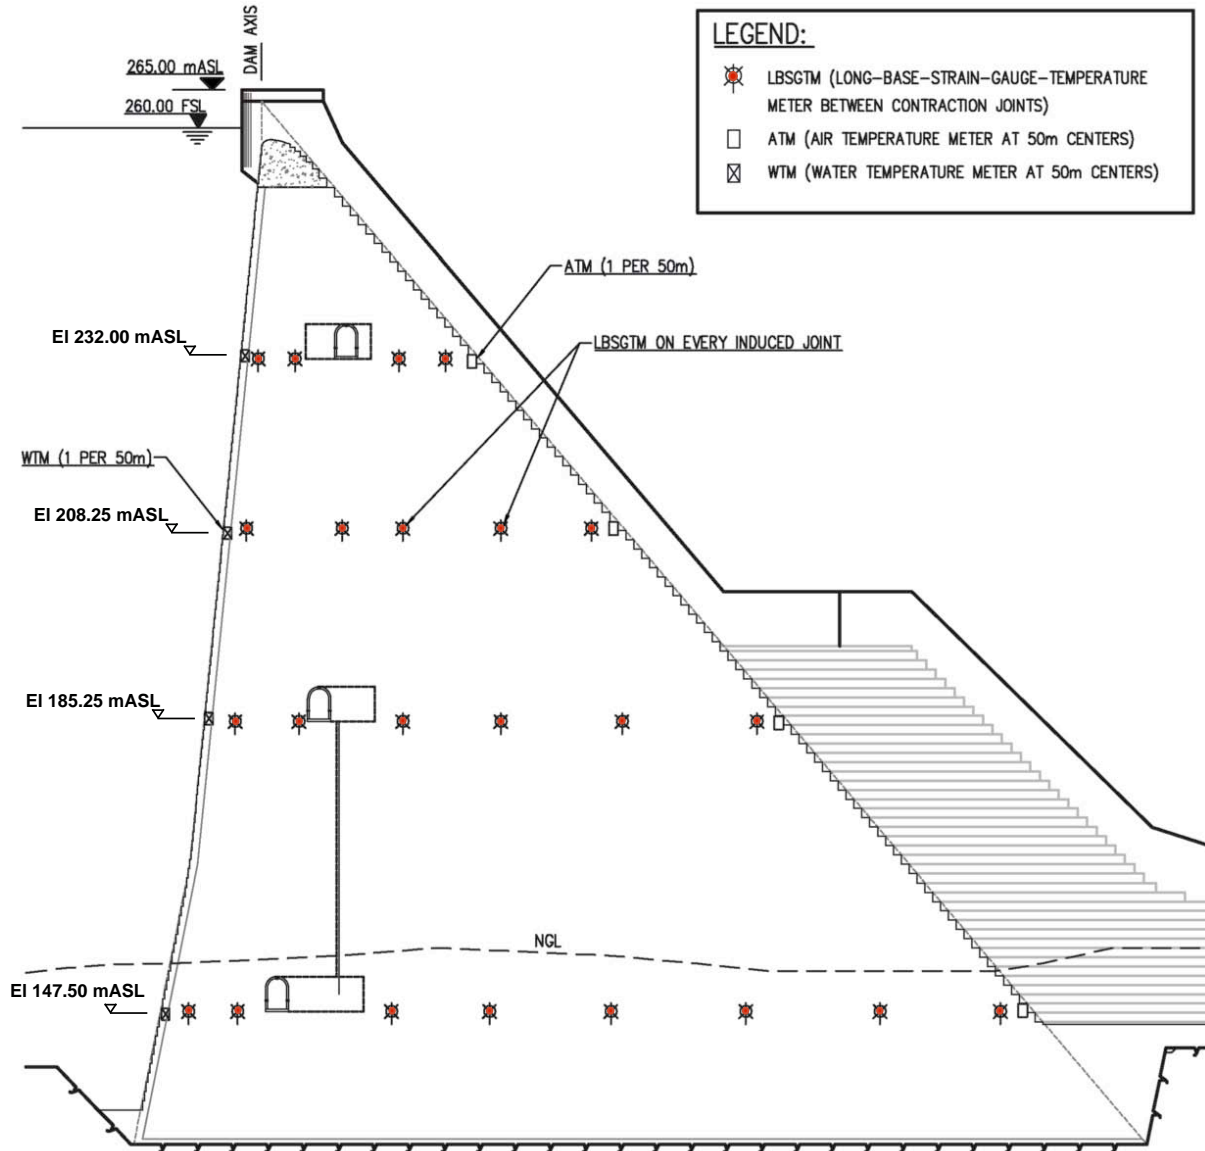 DAM AXIS
265.00 mASL
260.00 FSL
LEGEND:
LBSGTM (LONG-BASE-STRAIN-GAUGE-TEMPERATURE
METER BETWEEN CONTRACTION JOINTS)
ATM (AIR TEMPERATURE METER AT 50m CENTERS)
WTM (WATER TEMPERATURE METER AT 50m CENTERS)
ATM (1 PER 50m)
El 232.00 mASL
LBSGTM ON EVERY INDUCED JOINT
WTM (1 PER 50m)
El 208.25 mASL
El 185.25 mASL
NGL
El 147.50 mASL